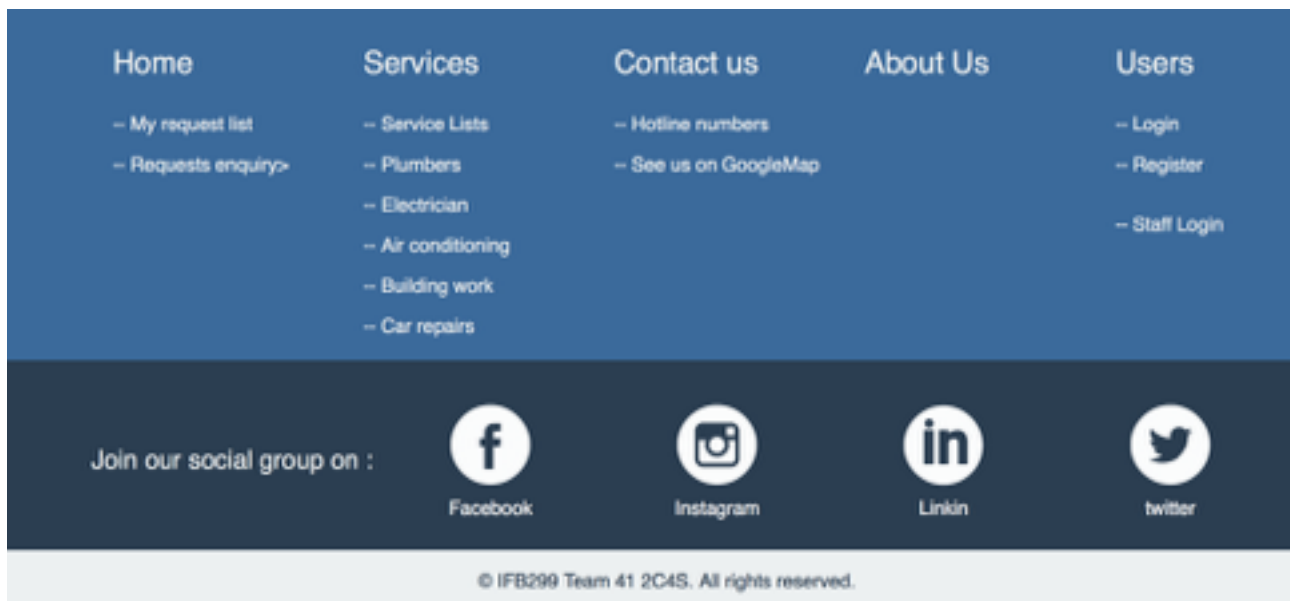 Home
-- My request list
-- Requests enquiry>
Services
-- Service Lists
-- Plumbers
-- Electrician
-- Air conditioning
-- Building work
-- Car repairs
Contact us
-- Hotline numbers
-- See us on GoogleMap
About Us
Users
-- Login
-- Register
-- Staff Login
Join our social group on :
f
Facebook
Instagram
in
Linkin
twitter
© IFB299 Team 41 2C4S. All rights reserved.